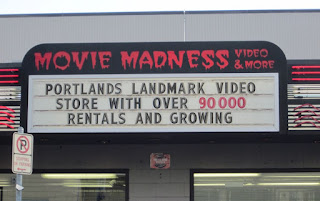 MOVIE MADNESS VIDEO & MORE
PORTLANDS LANDMARK VIDEO
STORE WITH OVER 90000
RENTALS AND GROWING